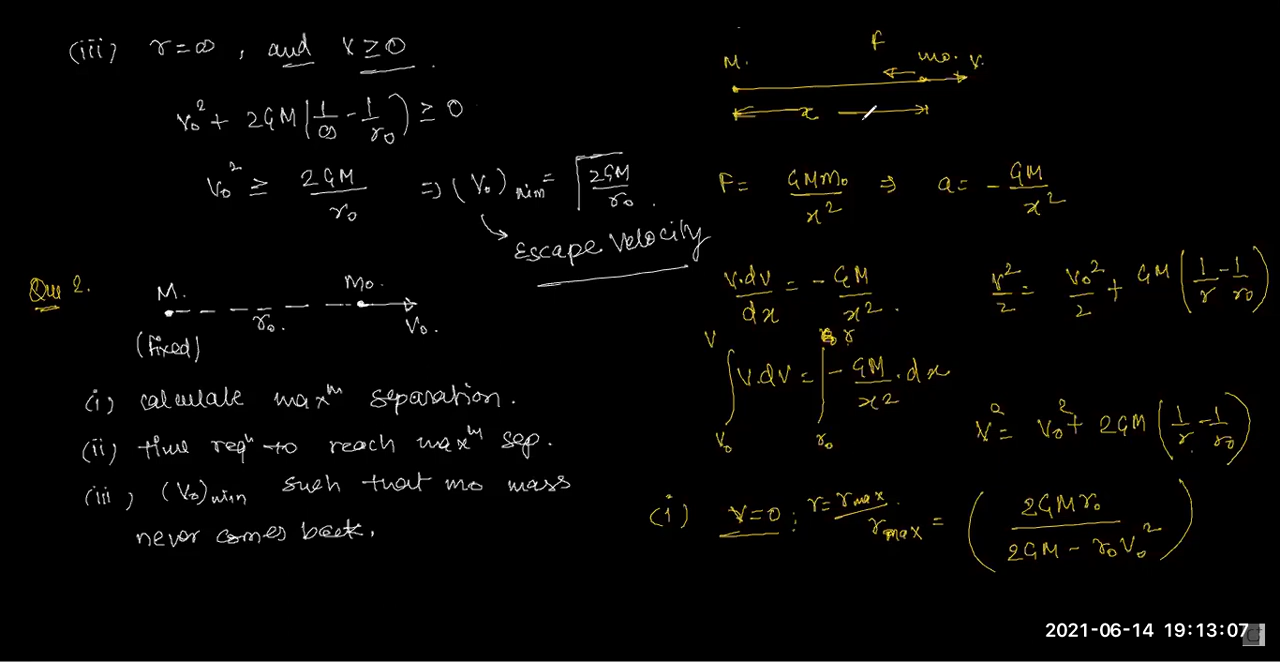 (iii) r = ∞ , and v ≥ 0 .
v₀² + 2GM (1/∞ - 1/r₀) ≥ 0
v₀² ≥ 2GM/r₀ ⇒ (v₀)min = √(2GM/r₀) .
Escape Velocity
Que 2.
M. M₀.
r₀. V₀.
(fixed)
(i) calculate maxᵐ separation.
(ii) time reqᵈ to reach maxᵐ sep.
(iii) (V₀)min such that m₀ mass
never comes back.
M. F m₀. V.
x
F = GMm₀/x² ⇒ a = - GM/x²
v.dv/dx = - GM/x² .
v²/2 = v₀²/2 + GM (1/r - 1/r₀)
∫_{v₀}^{v} v.dv = ∫_{r₀}^{r} - GM/x² . dx
v² = v₀² + 2GM (1/r - 1/r₀)
(i) v = 0 ; r = rmax .
rmax = (2GMr₀ / 2GM - r₀V₀²)
2021-06-14 19:13:07